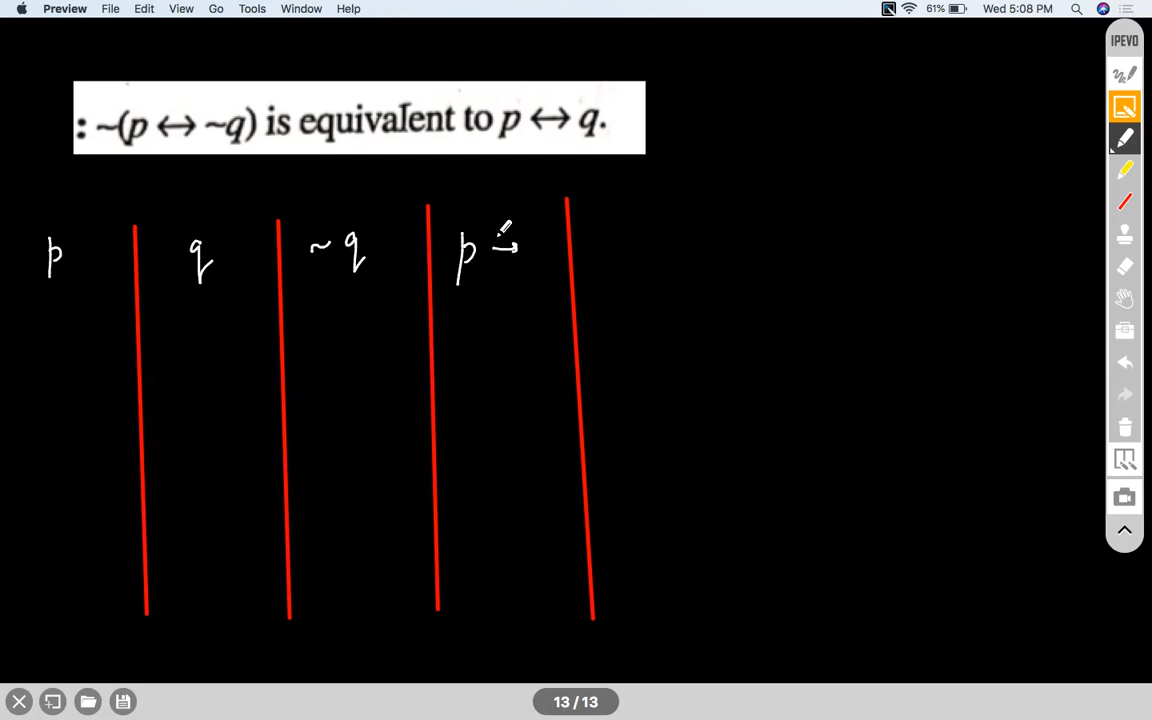 Preview File Edit View Go Tools Window Help 61% Wed 5:08 PM
IPEVO
: ~(p ↔ ~q) is equivalent to p ↔ q.
p q ~q p →
13 / 13